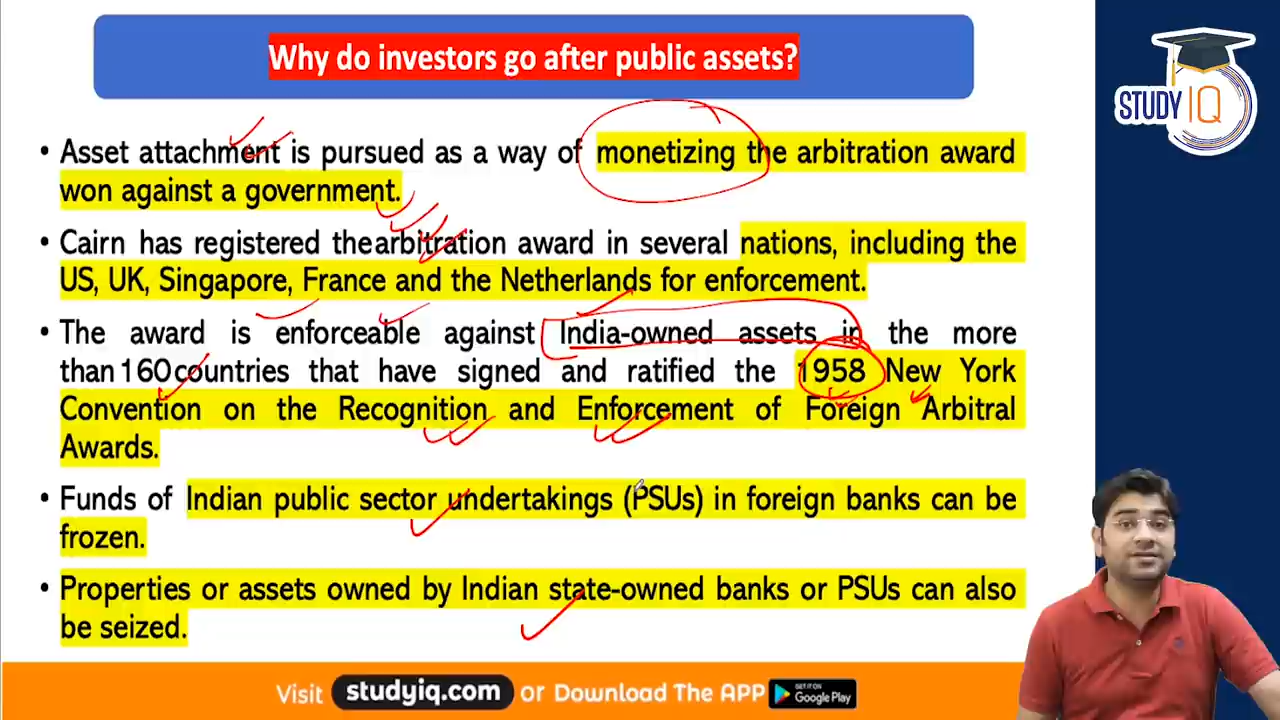 Why do investors go after public assets?
STUDY IQ
• Asset attachment is pursued as a way of monetizing the arbitration award
won against a government.
• Cairn has registered the arbitration award in several nations, including the
US, UK, Singapore, France and the Netherlands for enforcement.
• The award is enforceable against India-owned assets in the more
than 160 countries that have signed and ratified the 1958 New York
Convention on the Recognition and Enforcement of Foreign Arbitral
Awards.
• Funds of Indian public sector undertakings (PSUs) in foreign banks can be
frozen.
• Properties or assets owned by Indian state-owned banks or PSUs can also
be seized.
Visit studyiq.com or Download The APP GET IT ON Google Play